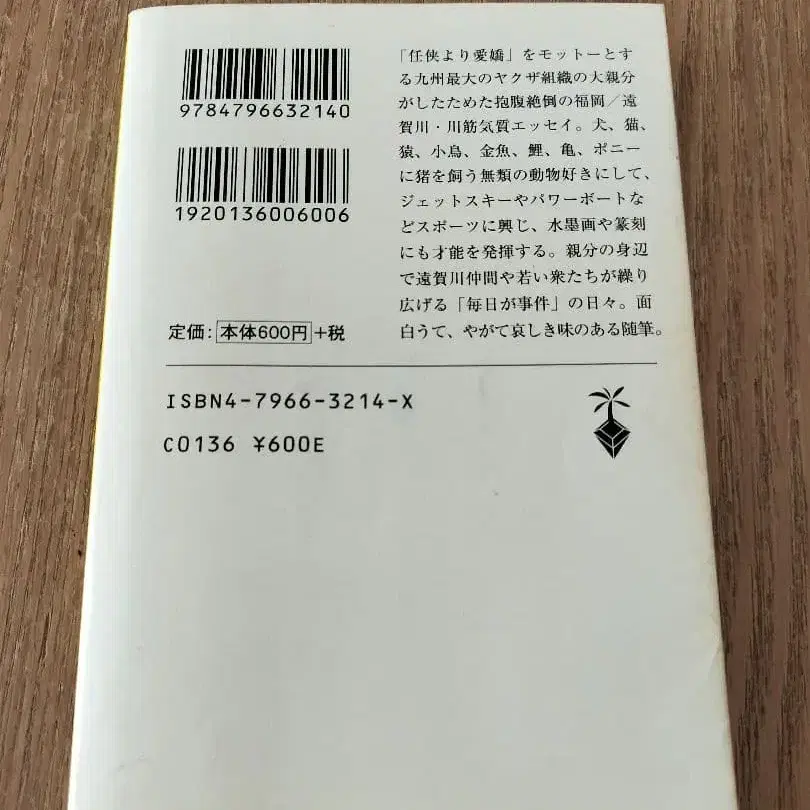 9784796632140
1920136006006
定価：本体600円+税
「任侠より愛嬌」をモットーとす
る九州最大のヤクザ組織の大親分
がしたためた抱腹絶倒の福岡／遠
賀川・川筋気質エッセイ。犬、猫、
猿、小鳥、金魚、鯉、亀、ポニー
に猪を飼う無類の動物好きにして、
ジェットスキーやパワーボートな
どスポーツに興じ、水墨画や篆刻
にも才能を発揮する。親分の身辺
で遠賀川仲間や若い衆たちが繰り
広げる「毎日が事件」の日々。面
白うて、やがて哀しき味のある随筆。
ISBN4-7966-3214-X
C0136 ¥600E